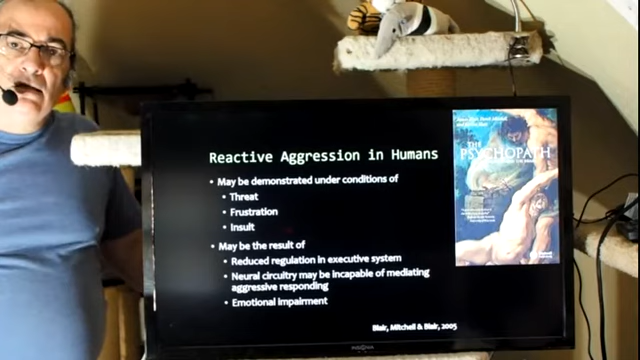 Reactive Aggression in Humans
• May be demonstrated under conditions of
• Threat
• Frustration
• Insult
• May be the result of
• Reduced regulation in executive system
• Neural circuitry may be incapable of mediating
aggressive responding
• Emotional impairment
Blair, Mitchell & Blair, 2005
THE
PSYCHOPATH
INSIGNIA